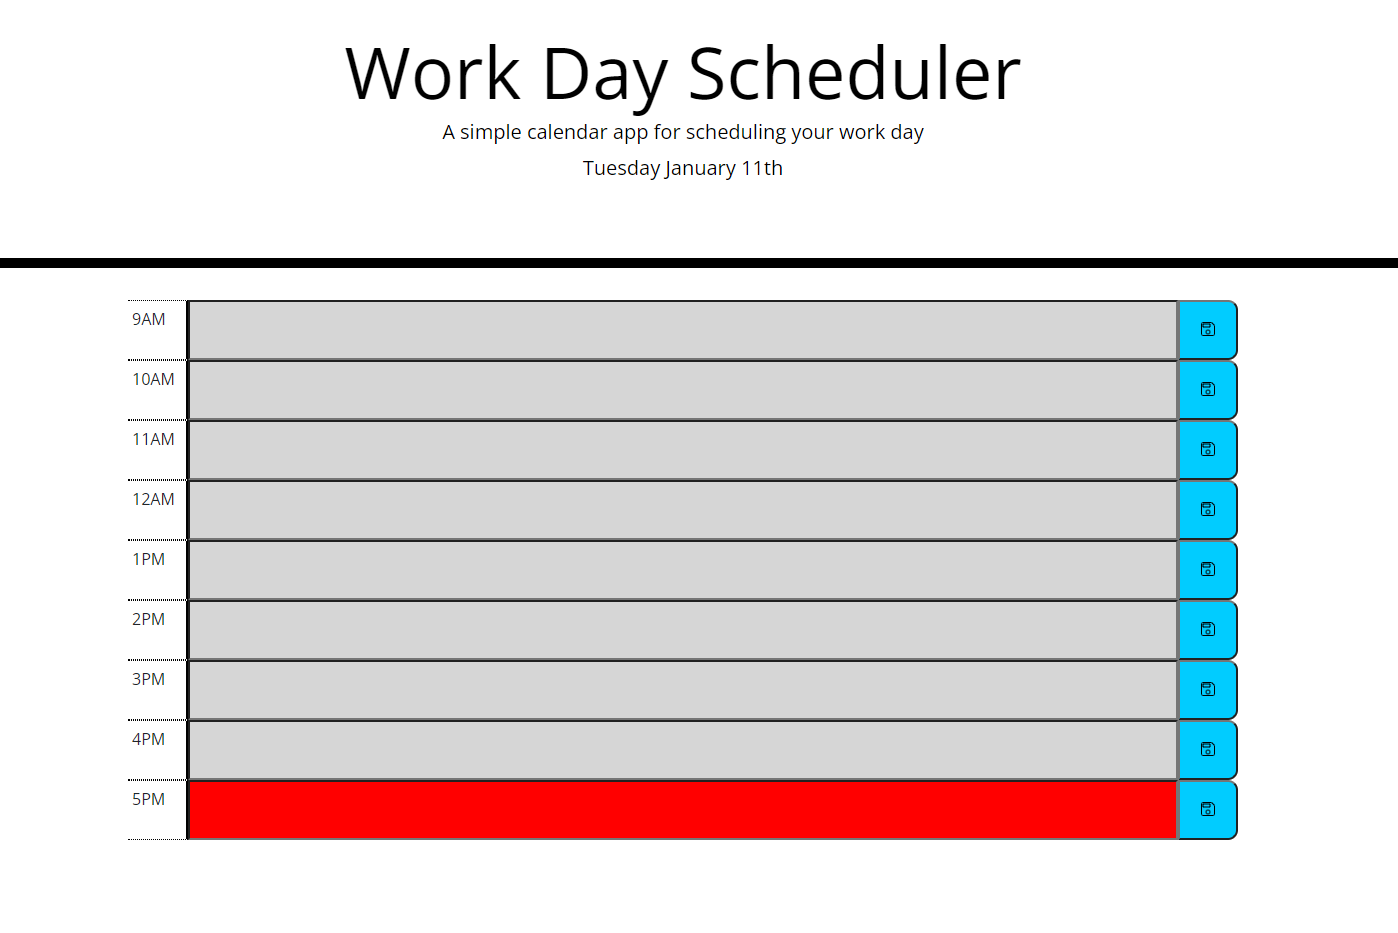 Work Day Scheduler
A simple calendar app for scheduling your work day
Tuesday January 11th
9AM
10AM
11AM
12AM
1PM
2PM
3PM
4PM
5PM